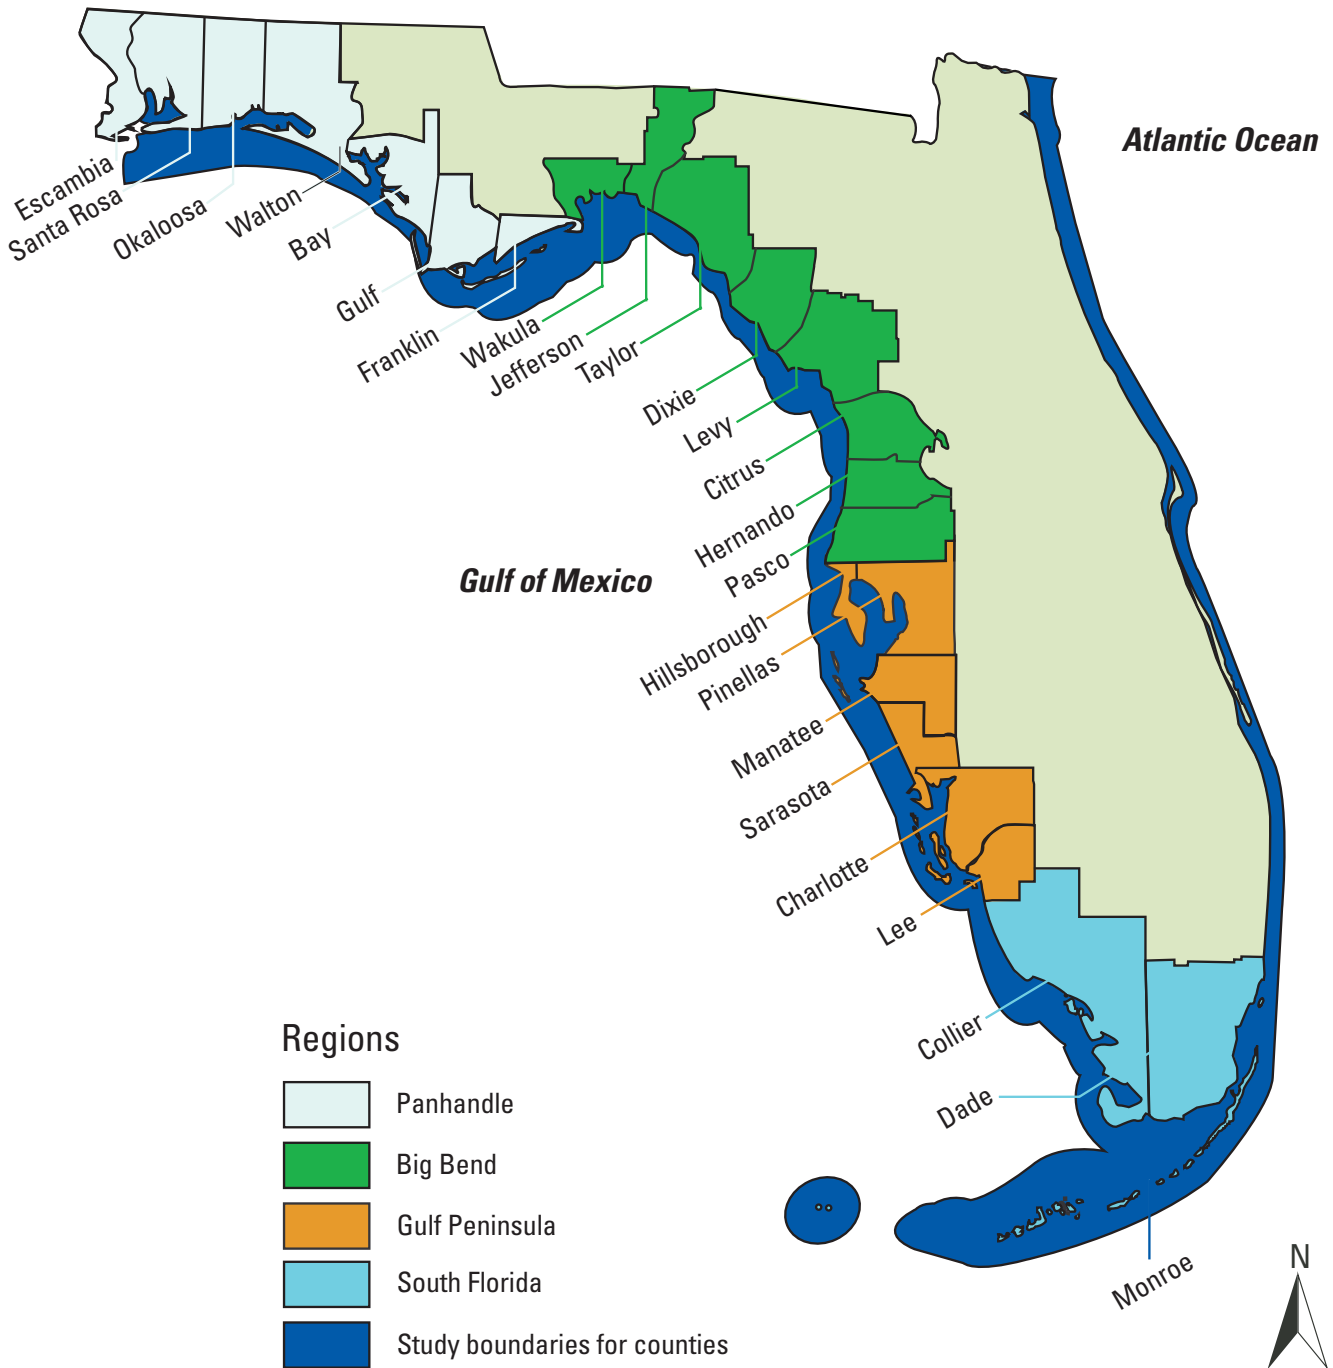 Atlantic Ocean
Escambia
Santa Rosa
Okaloosa
Walton
Bay
Gulf
Franklin
Wakula
Jefferson
Taylor
Dixie
Levy
Citrus
Hernando
Pasco
Gulf of Mexico
Hillsborough
Pinellas
Manatee
Sarasota
Charlotte
Lee
Collier
Dade
Monroe
Regions
Panhandle
Big Bend
Gulf Peninsula
South Florida
Study boundaries for counties
N